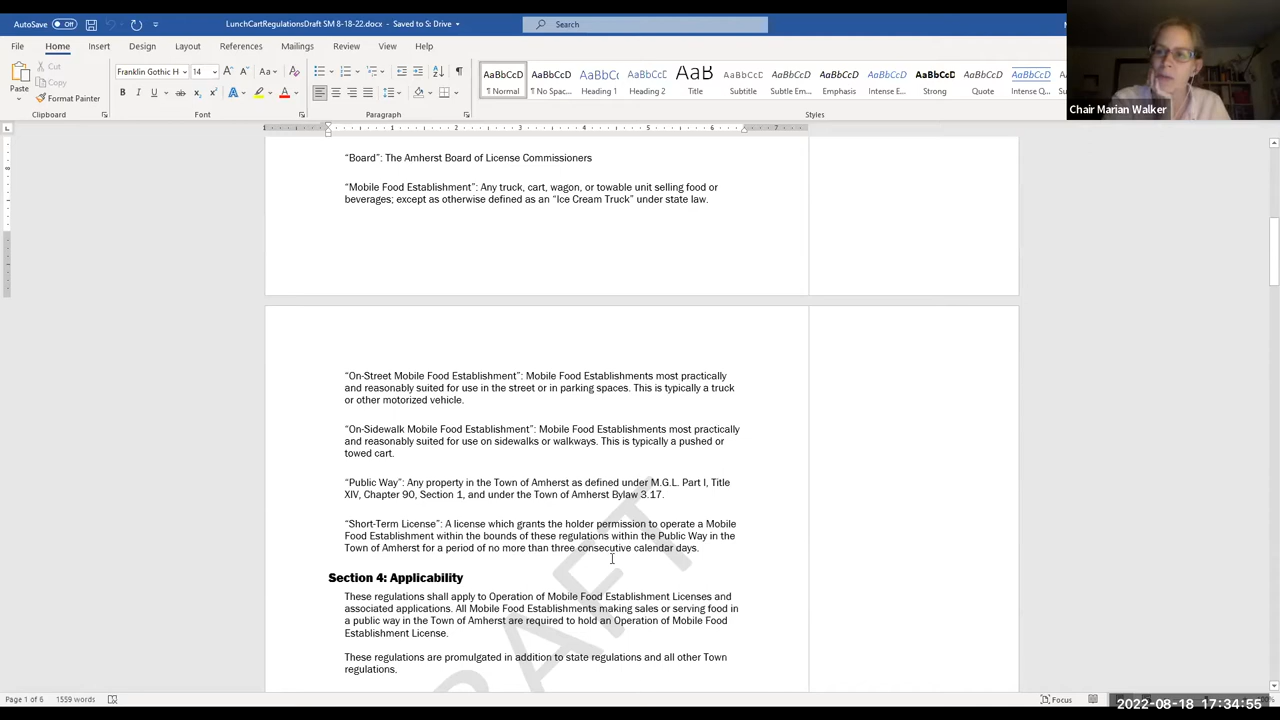 AutoSave Off LunchCartRegulationsDraft SM 8-18-22.docx - Saved to S: Drive Search
File Home Insert Design Layout References Mailings Review View Help
Cut
Copy
Format Painter
Paste
Franklin Gothic H 14
AaBbCcD AaBbCcD AaBbCc AaBbCcD AaB AaBbCcD AaBbCcD AaBbCcD AaBbCcD AaBbCcD AaBbCcD AaBbCcD
¶ Normal ¶ No Spac... Heading 1 Heading 2 Title Subtitle Subtle Em... Emphasis Intense E... Strong Quote Intense Q...
Clipboard Font Paragraph Styles
Chair Marian Walker
“Board”: The Amherst Board of License Commissioners
“Mobile Food Establishment”: Any truck, cart, wagon, or towable unit selling food or
beverages; except as otherwise defined as an “Ice Cream Truck” under state law.
“On-Street Mobile Food Establishment”: Mobile Food Establishments most practically
and reasonably suited for use in the street or in parking spaces. This is typically a truck
or other motorized vehicle.
“On-Sidewalk Mobile Food Establishment”: Mobile Food Establishments most practically
and reasonably suited for use on sidewalks or walkways. This is typically a pushed or
towed cart.
“Public Way”: Any property in the Town of Amherst as defined under M.G.L. Part I, Title
XIV, Chapter 90, Section 1, and under the Town of Amherst Bylaw 3.17.
“Short-Term License”: A license which grants the holder permission to operate a Mobile
Food Establishment within the bounds of these regulations within the Public Way in the
Town of Amherst for a period of no more than three consecutive calendar days.
Section 4: Applicability
These regulations shall apply to Operation of Mobile Food Establishment Licenses and
associated applications. All Mobile Food Establishments making sales or serving food in
a public way in the Town of Amherst are required to hold an Operation of Mobile Food
Establishment License.
These regulations are promulgated in addition to state regulations and all other Town
regulations.
Page 1 of 6 1559 words Focus
2022-08-18 17:34:55